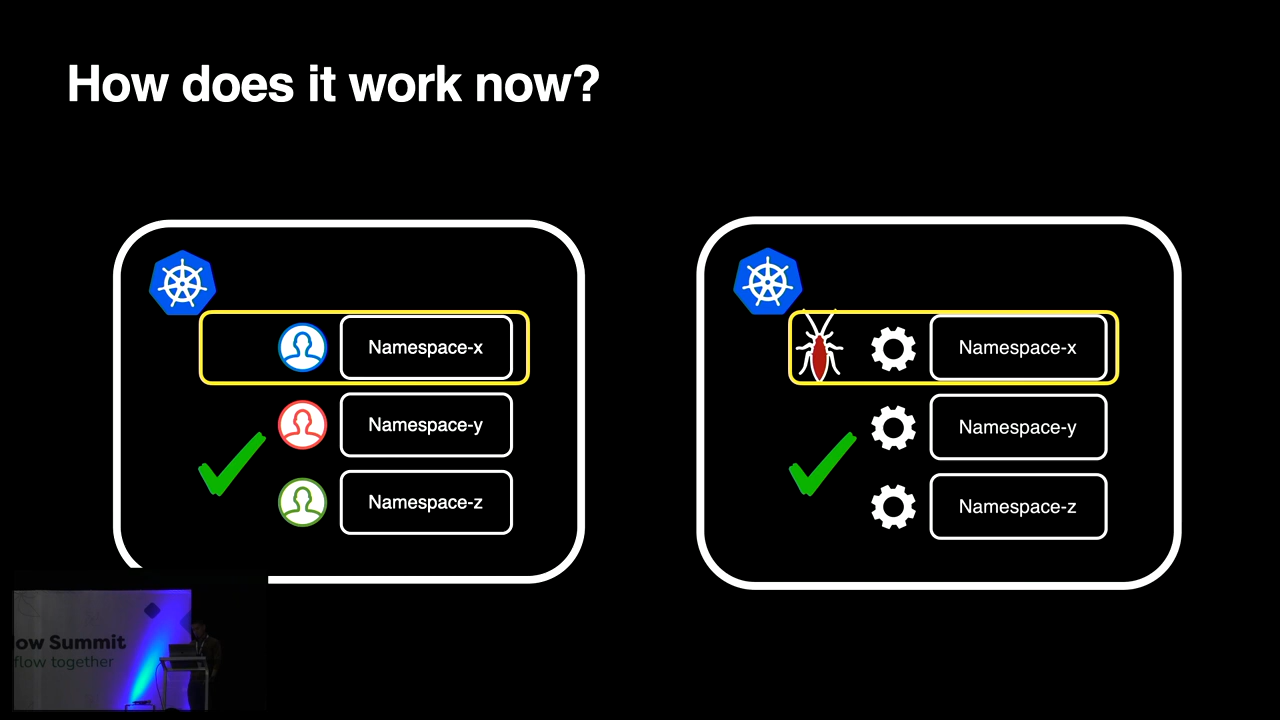 How does it work now?
Namespace-x
Namespace-y
Namespace-z
Namespace-x
Namespace-y
Namespace-z
ow Summit
flow together